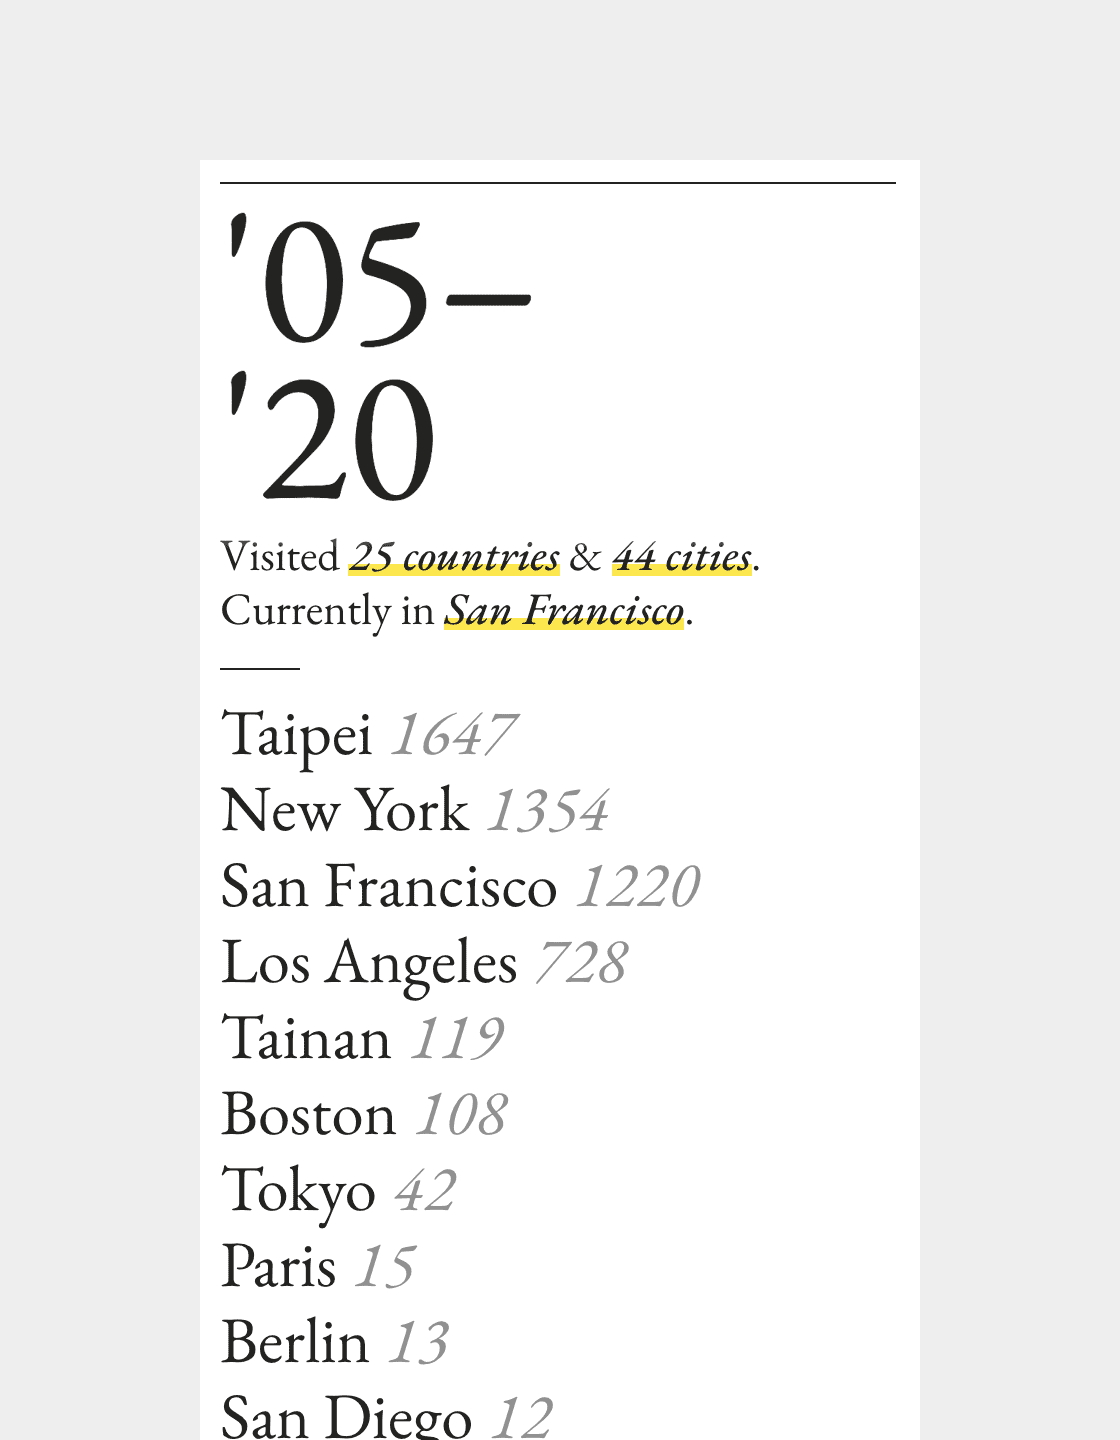 '05–
'20
Visited 25 countries & 44 cities.
Currently in San Francisco.
Taipei 1647
New York 1354
San Francisco 1220
Los Angeles 728
Tainan 119
Boston 108
Tokyo 42
Paris 15
Berlin 13
San Diego 12